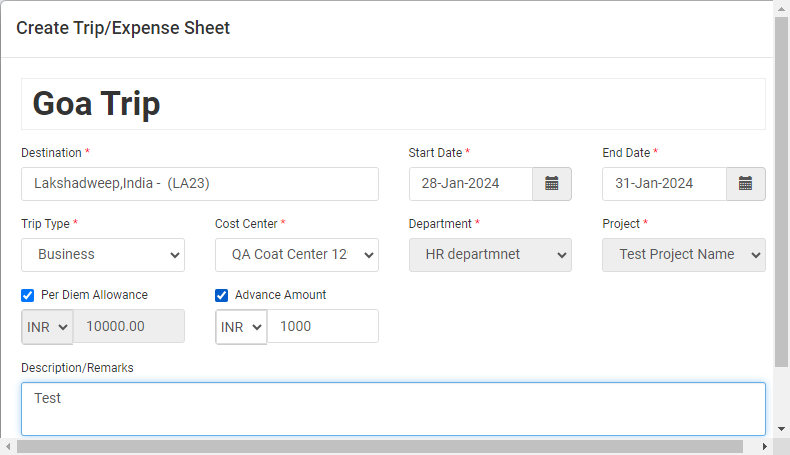 Create Trip/Expense Sheet
Goa Trip
Destination *
Start Date *
End Date *
Lakshadweep,India -  (LA23)
28-Jan-2024
31-Jan-2024
Trip Type *
Cost Center *
Department *
Project *
Business
QA Coat Center 12
HR departmnet
Test Project Name
Per Diem Allowance
Advance Amount
INR
10000.00
INR
1000
Description/Remarks
Test